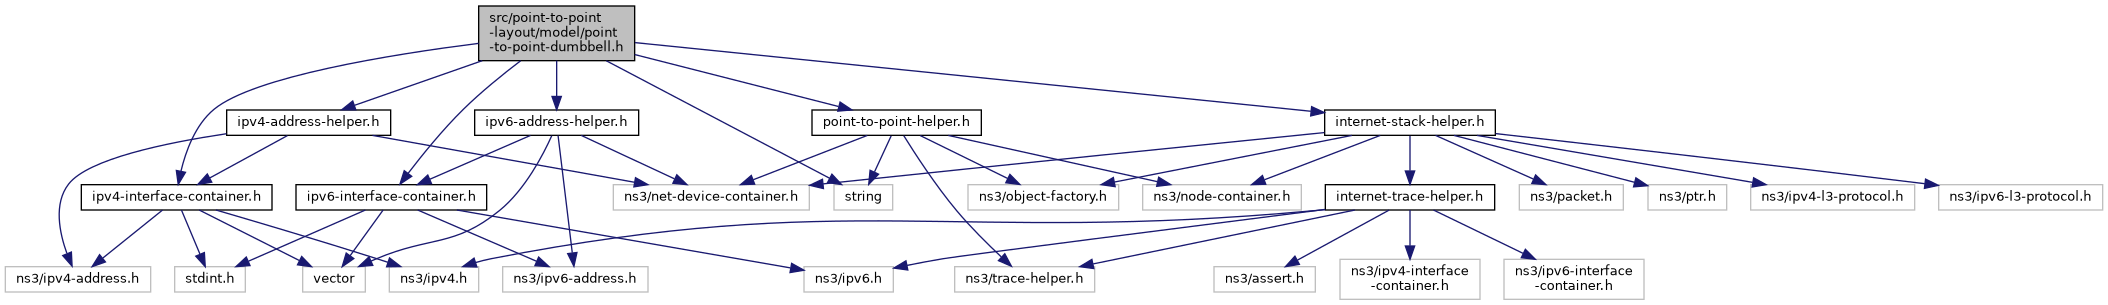 src/point-to-point
-layout/model/point
-to-point-dumbbell.h
ipv4-address-helper.h
ipv6-address-helper.h
point-to-point-helper.h
internet-stack-helper.h
ipv4-interface-container.h
ipv6-interface-container.h
ns3/net-device-container.h
string
ns3/object-factory.h
ns3/node-container.h
internet-trace-helper.h
ns3/packet.h
ns3/ptr.h
ns3/ipv4-l3-protocol.h
ns3/ipv6-l3-protocol.h
ns3/ipv4-address.h
stdint.h
vector
ns3/ipv4.h
ns3/ipv6-address.h
ns3/ipv6.h
ns3/trace-helper.h
ns3/assert.h
ns3/ipv4-interface
-container.h
ns3/ipv6-interface
-container.h